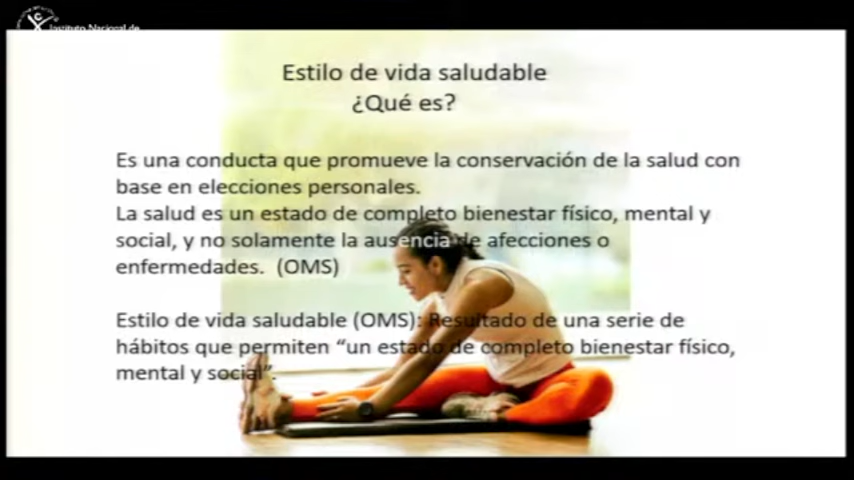 Instituto Nacional de
Estilo de vida saludable
¿Qué es?
Es una conducta que promueve la conservación de la salud con
base en elecciones personales.
La salud es un estado de completo bienestar físico, mental y
social, y no solamente la ausencia de afecciones o
enfermedades. (OMS)
Estilo de vida saludable (OMS): Resultado de una serie de
hábitos que permiten “un estado de completo bienestar físico,
mental y social”.